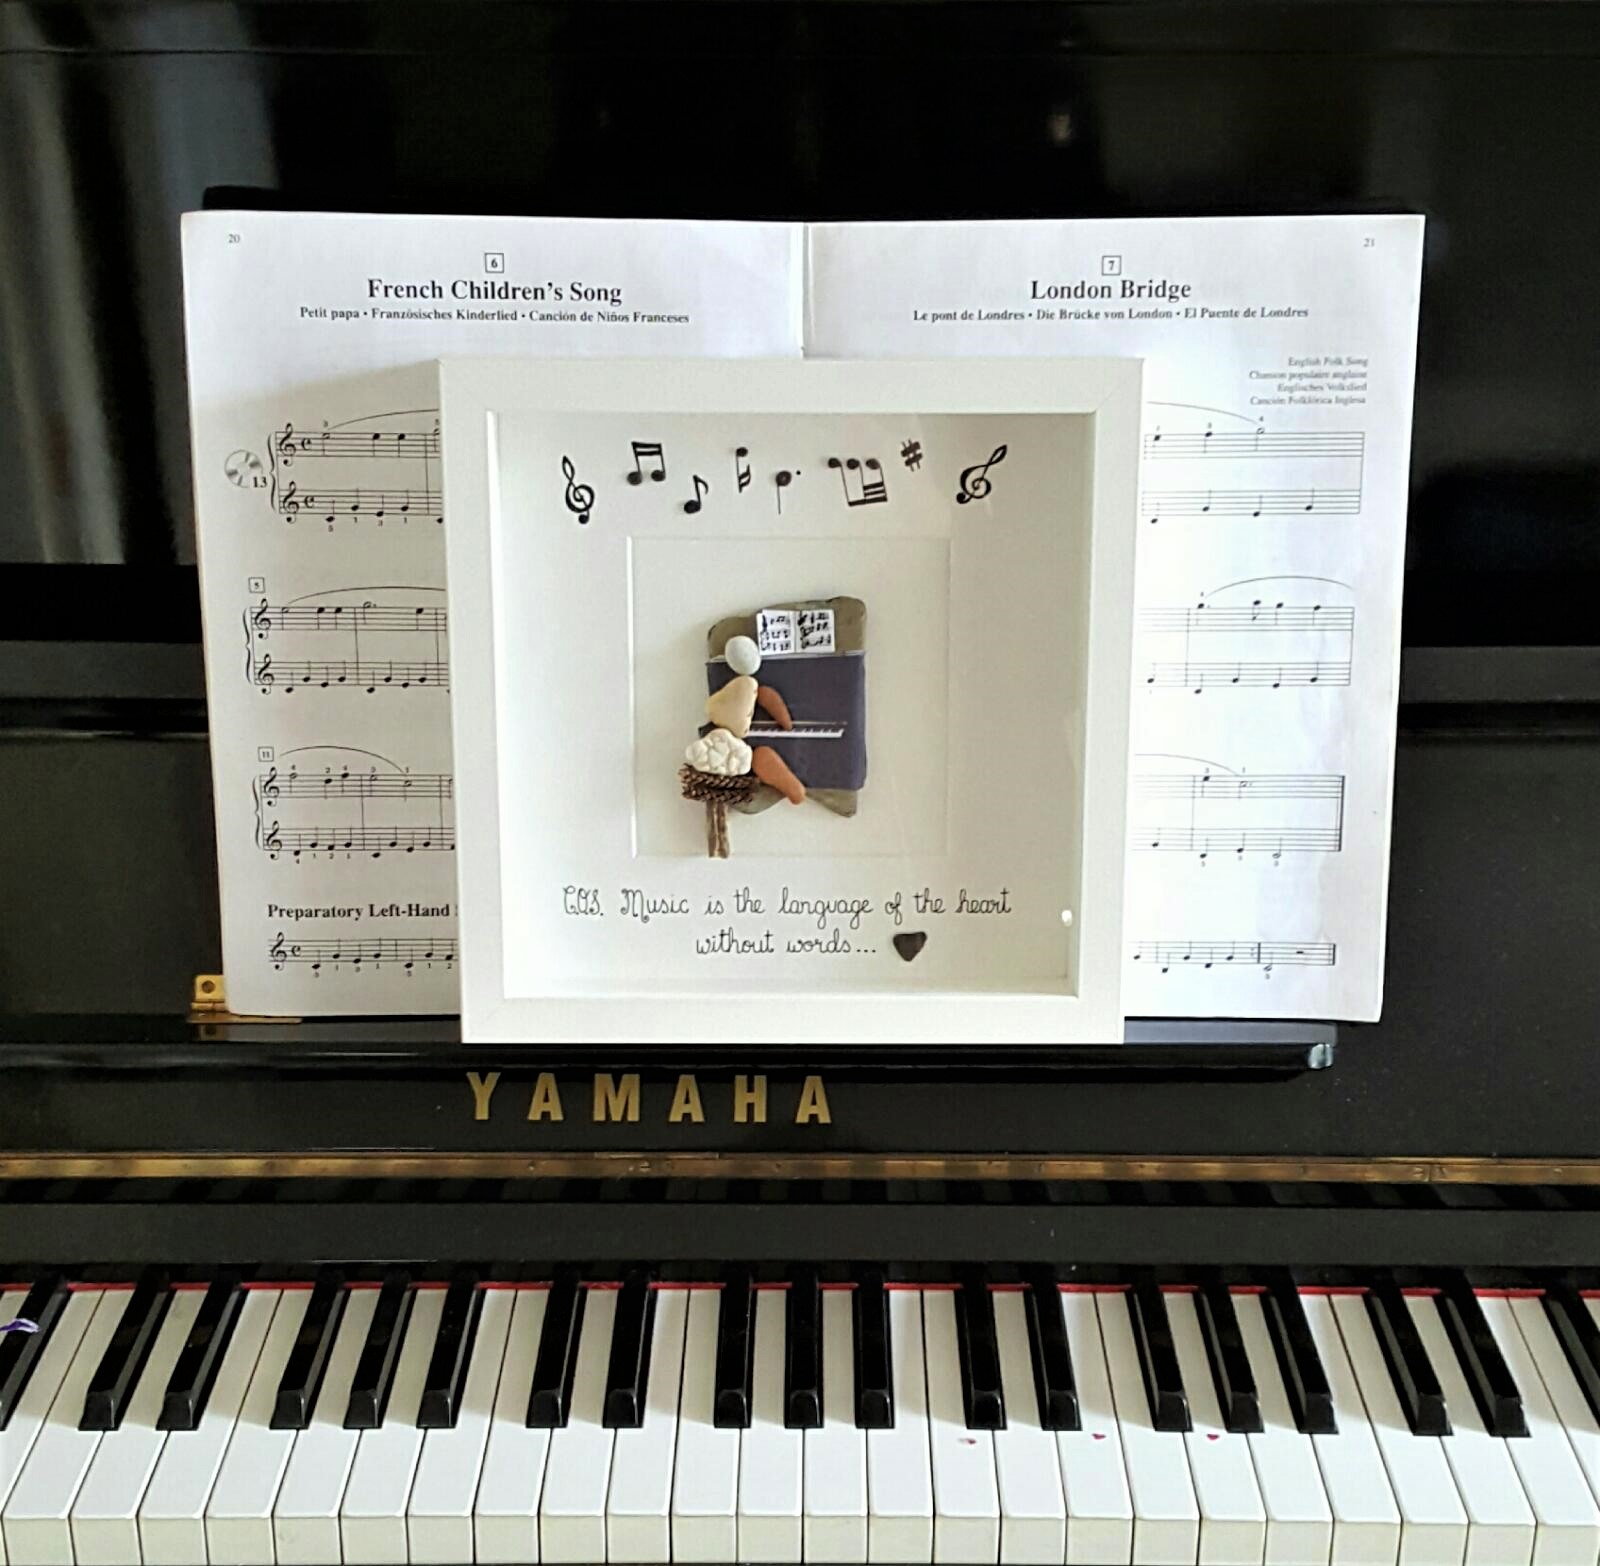 20
6
French Children's Song
Petit papa • Französisches Kinderlied • Canción de Niños Franceses
13
5
11
Preparatory Left-Hand
21
7
London Bridge
Le pont de Londres • Die Brücke von London • El Puente de Londres
English Folk Song
Chanson populaire anglaise
Englisches Volkslied
Canción Folklórica Inglesa
Music is the language of the heart
without words...
YAMAHA